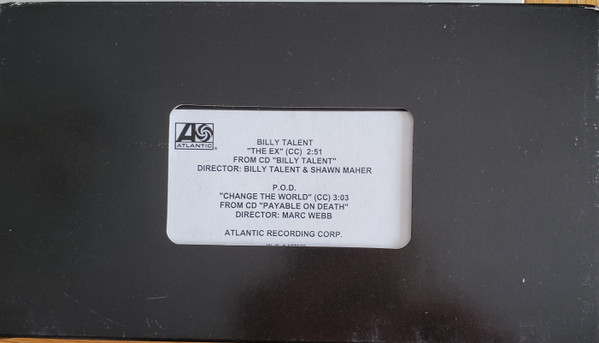 ATLANTIC®
BILLY TALENT
"THE EX" (CC) 2:51
FROM CD "BILLY TALENT"
DIRECTOR: BILLY TALENT & SHAWN MAHER
P.O.D.
"CHANGE THE WORLD" (CC) 3:03
FROM CD "PAYABLE ON DEATH"
DIRECTOR: MARC WEBB
ATLANTIC RECORDING CORP.